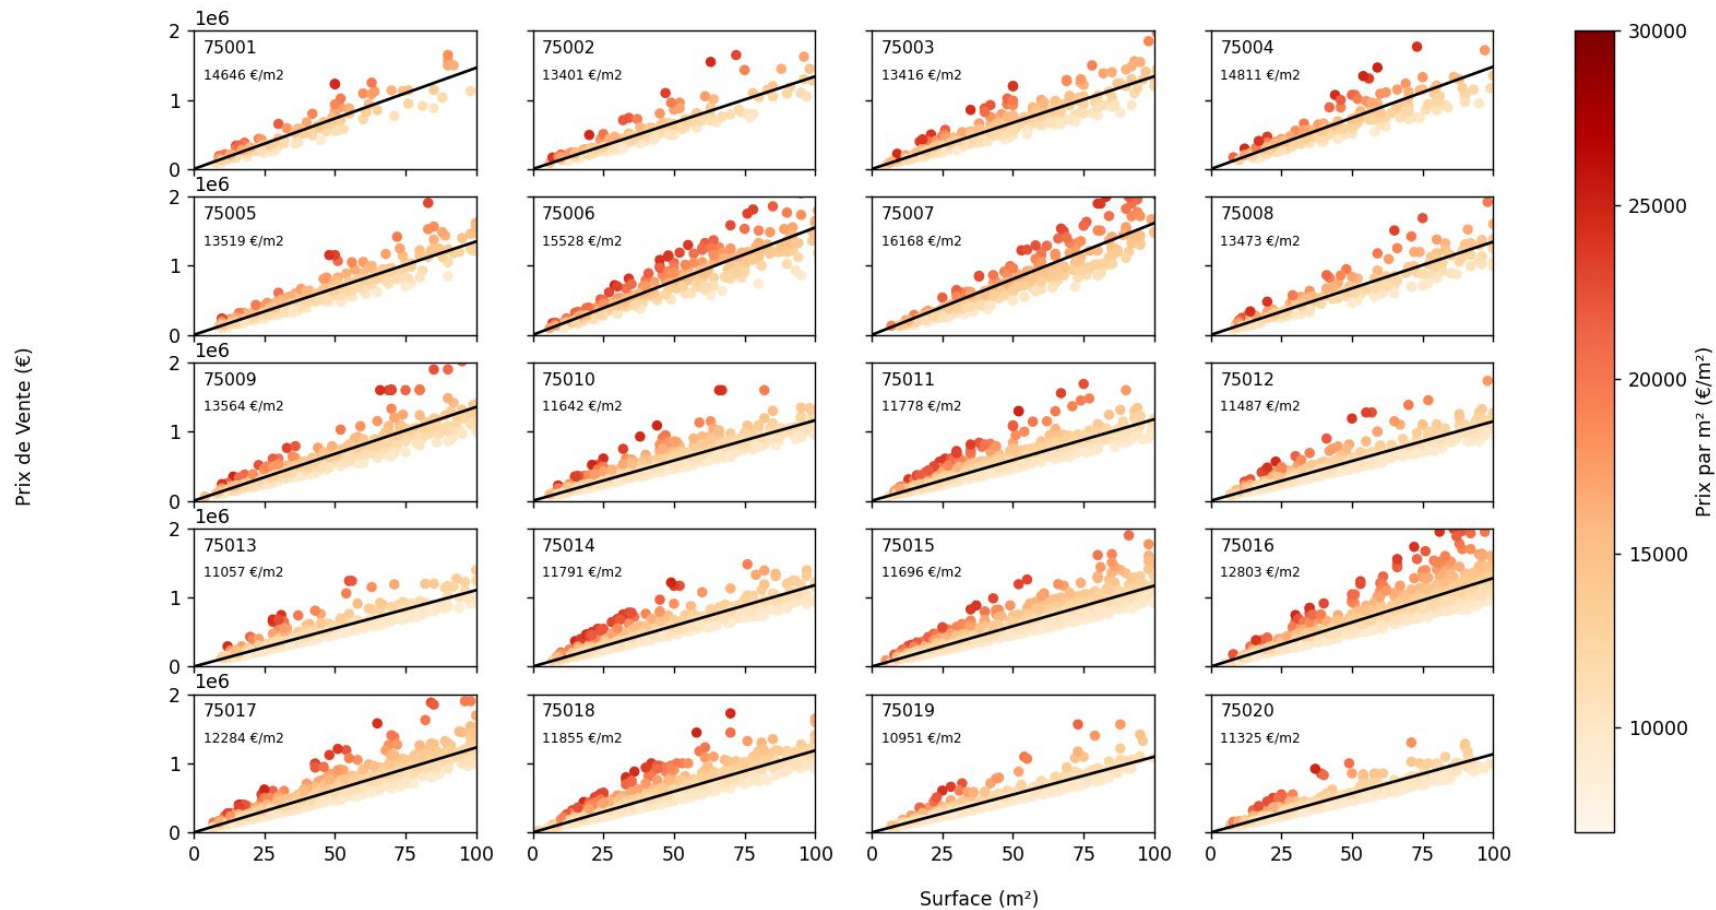 1e6
2
75001
14646 €/m2
1
0
75002
13401 €/m2
75003
13416 €/m2
75004
14811 €/m2
1e6
2
75005
13519 €/m2
1
0
75006
15528 €/m2
75007
16168 €/m2
75008
13473 €/m2
1e6
2
75009
13564 €/m2
1
0
75010
11642 €/m2
75011
11778 €/m2
75012
11487 €/m2
1e6
2
75013
11057 €/m2
1
0
75014
11791 €/m2
75015
11696 €/m2
75016
12803 €/m2
1e6
2
75017
12284 €/m2
1
0
75018
11855 €/m2
75019
10951 €/m2
75020
11325 €/m2
0 25 50 75 100
0 25 50 75 100
0 25 50 75 100
0 25 50 75 100
Surface (m²)
Prix de Vente (€)
30000
25000
20000
15000
10000
Prix par m² (€/m²)